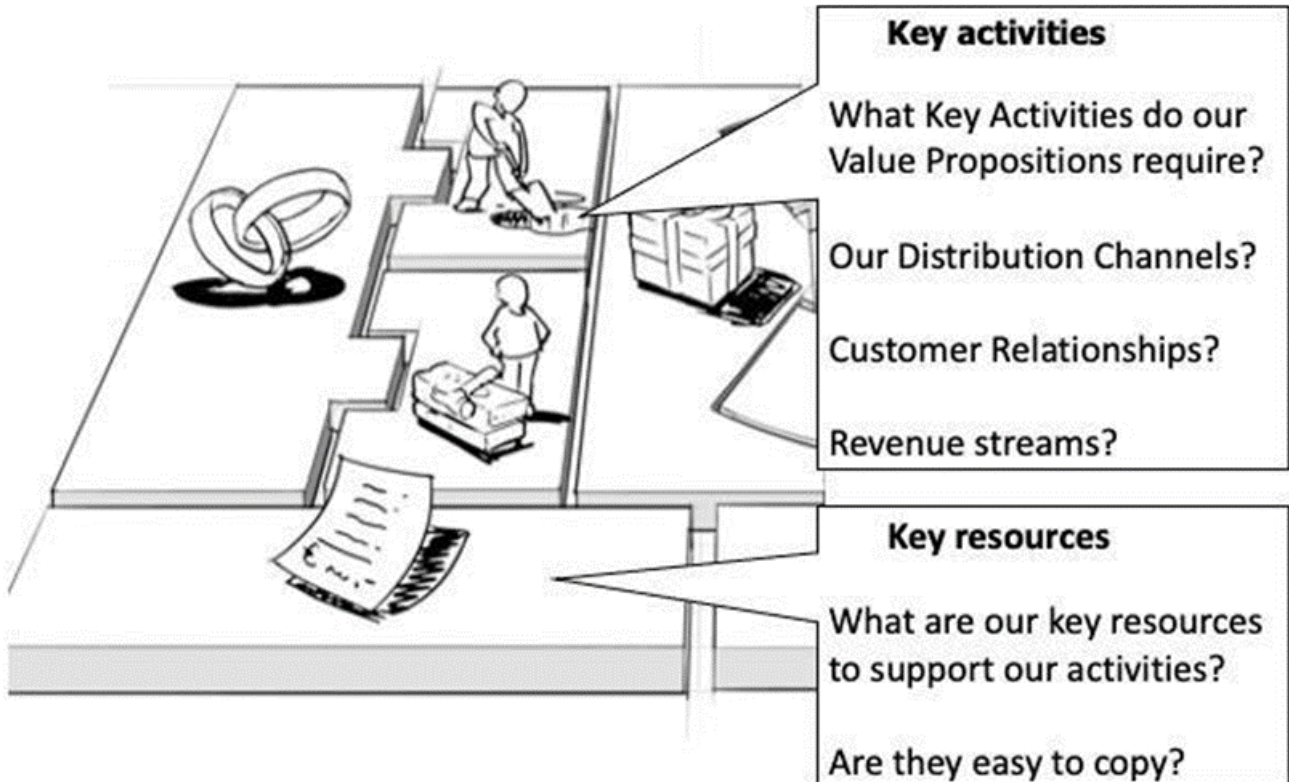 Key activities
What Key Activities do our
Value Propositions require?
Our Distribution Channels?
Customer Relationships?
Revenue streams?
Key resources
What are our key resources
to support our activities?
Are they easy to copy?